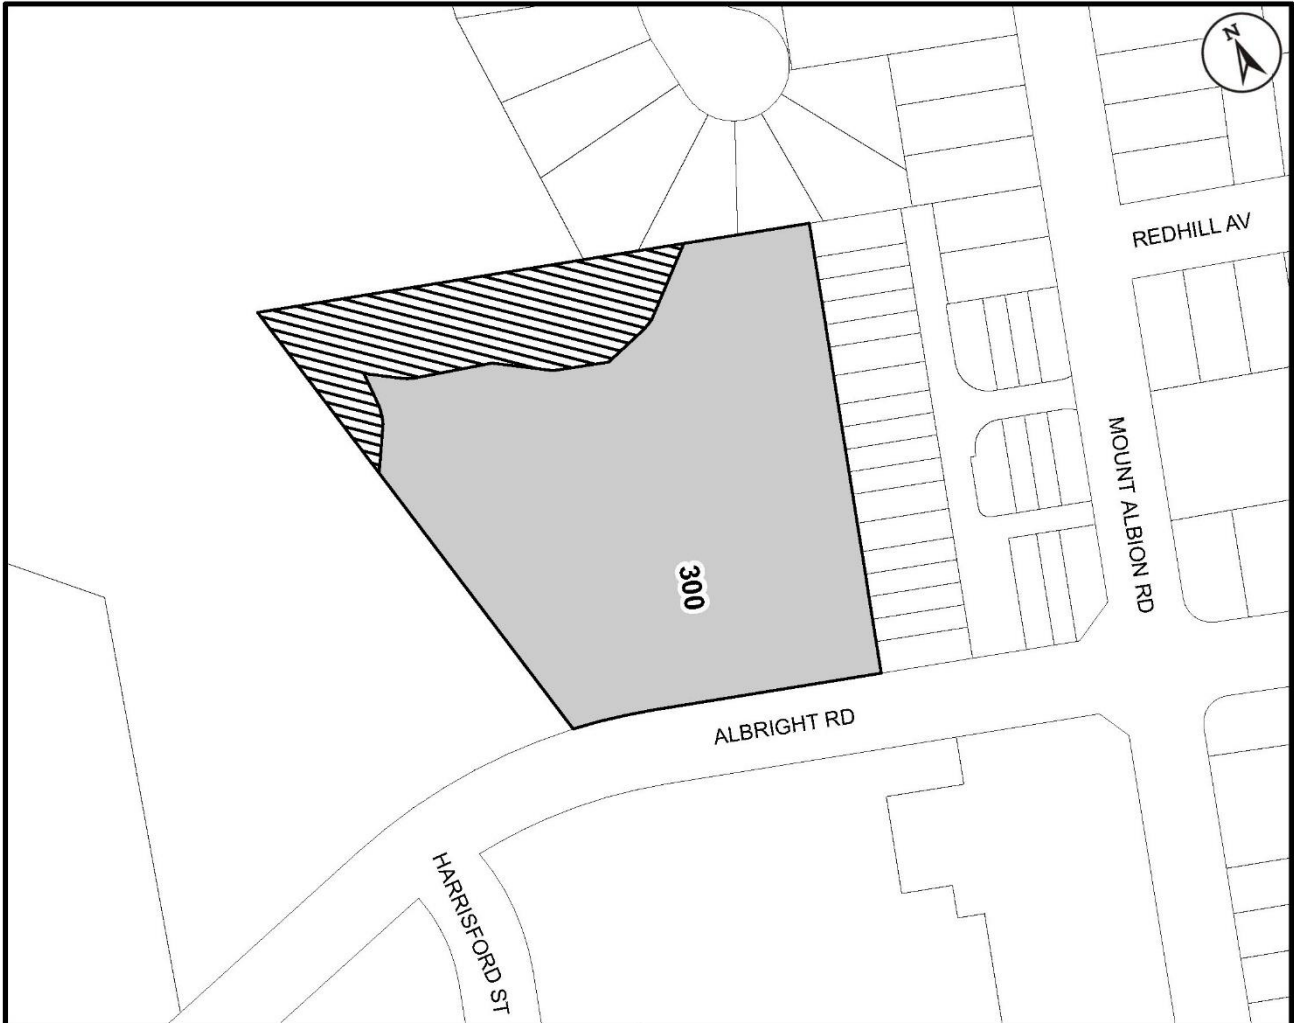 N
REDHILL AV
MOUNT ALBION RD
300
ALBRIGHT RD
HARRISFORD ST